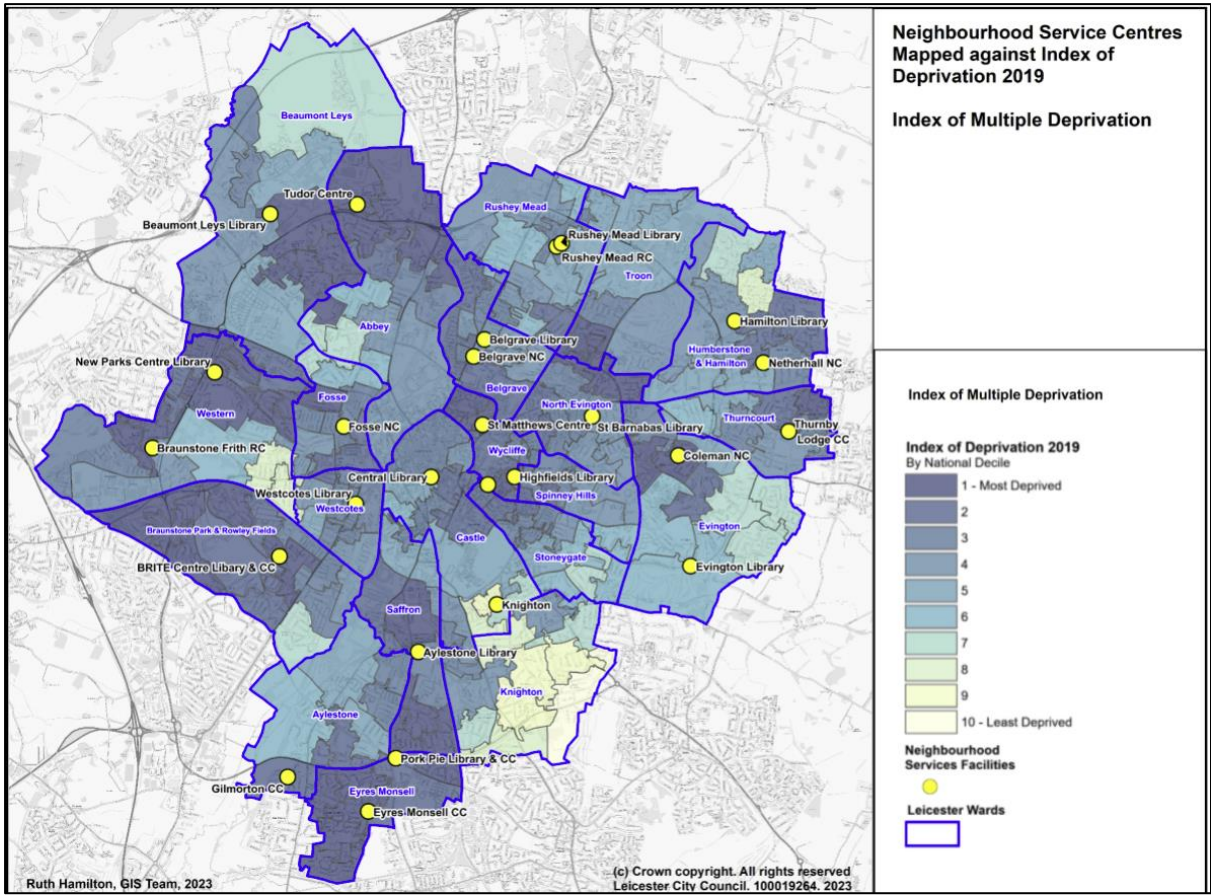 Neighbourhood Service Centres
Mapped against Index of
Deprivation 2019
Index of Multiple Deprivation
Beaumont Leys
Tudor Centre
Beaumont Leys Library
Rushey Mead
Rushey Mead Library
Rushey Mead RC
Troon
Abbey
Hamilton Library
Belgrave Library
Belgrave NC
Humberstone
& Hamilton
Netherhall NC
New Parks Centre Library
Belgrave
Fosse
Western
North Evington
Thurncourt
Fosse NC
St Matthews Centre
St Barnabas Library
Thurnby
Lodge CC
Braunstone Frith RC
Wycliffe
Coleman NC
Central Library
Highfields Library
Westcotes Library
Westcotes
Spinney Hills
Braunstone Park & Rowley Fields
Castle
Evington
Stoneygate
BRITE Centre Libary & CC
Evington Library
Saffron
Knighton
Aylestone Library
Knighton
Aylestone
Pork Pie Library & CC
Gilmorton CC
Eyres Monsell
Eyres Monsell CC
Ruth Hamilton, GIS Team, 2023
(c) Crown copyright. All rights reserved
Leicester City Council. 100019264. 2023
Index of Multiple Deprivation
Index of Deprivation 2019
By National Decile
1 - Most Deprived
2
3
4
5
6
7
8
9
10 - Least Deprived
Neighbourhood
Services Facilities
Leicester Wards